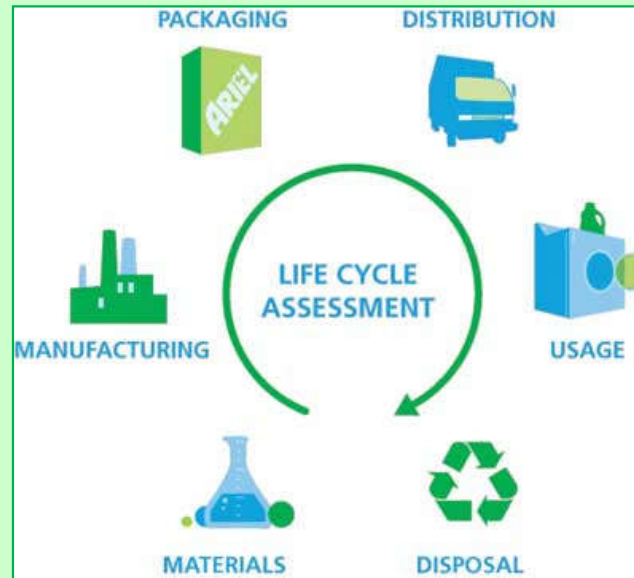 PACKAGING
DISTRIBUTION
ARIEL
LIFE CYCLE
ASSESSMENT
MANUFACTURING
USAGE
MATERIALS
DISPOSAL